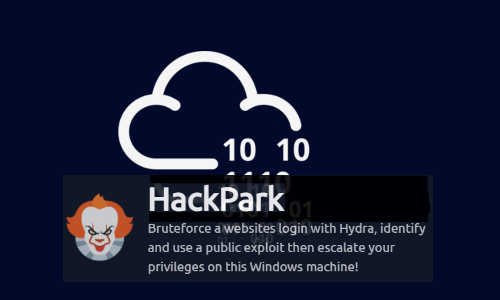 10 10
1110
HackPark
Bruteforce a websites login with Hydra, identify
and use a public exploit then escalate your
privileges on this Windows machine!